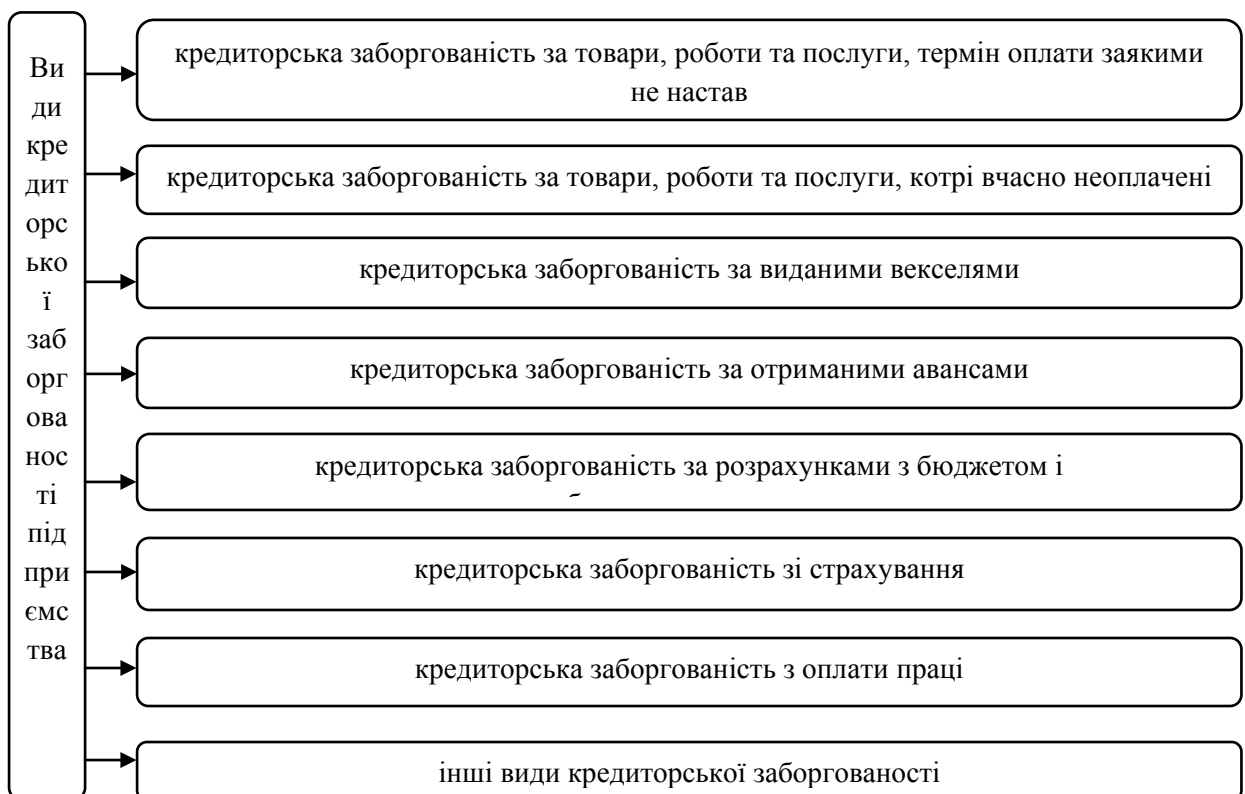 Ви
ди
кре
дит
орс
ько
ї
заб
орг
ова
нос
ті
під
при
ємс
тва
кредиторська заборгованість за товари, роботи та послуги, термін оплати заякими
не настав
кредиторська заборгованість за товари, роботи та послуги, котрі вчасно неоплачені
кредиторська заборгованість за виданими векселями
кредиторська заборгованість за отриманими авансами
кредиторська заборгованість за розрахунками з бюджетом і
кредиторська заборгованість зі страхування
кредиторська заборгованість з оплати праці
інші види кредиторської заборгованості